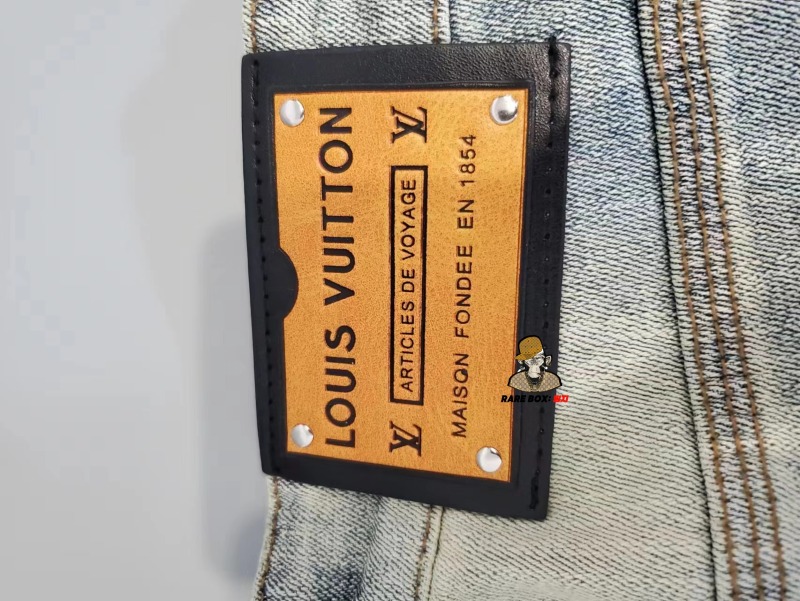 LOUIS VUITTON
LV ARTICLES DE VOYAGE LV
MAISON FONDEE EN 1854
RARE BOX: